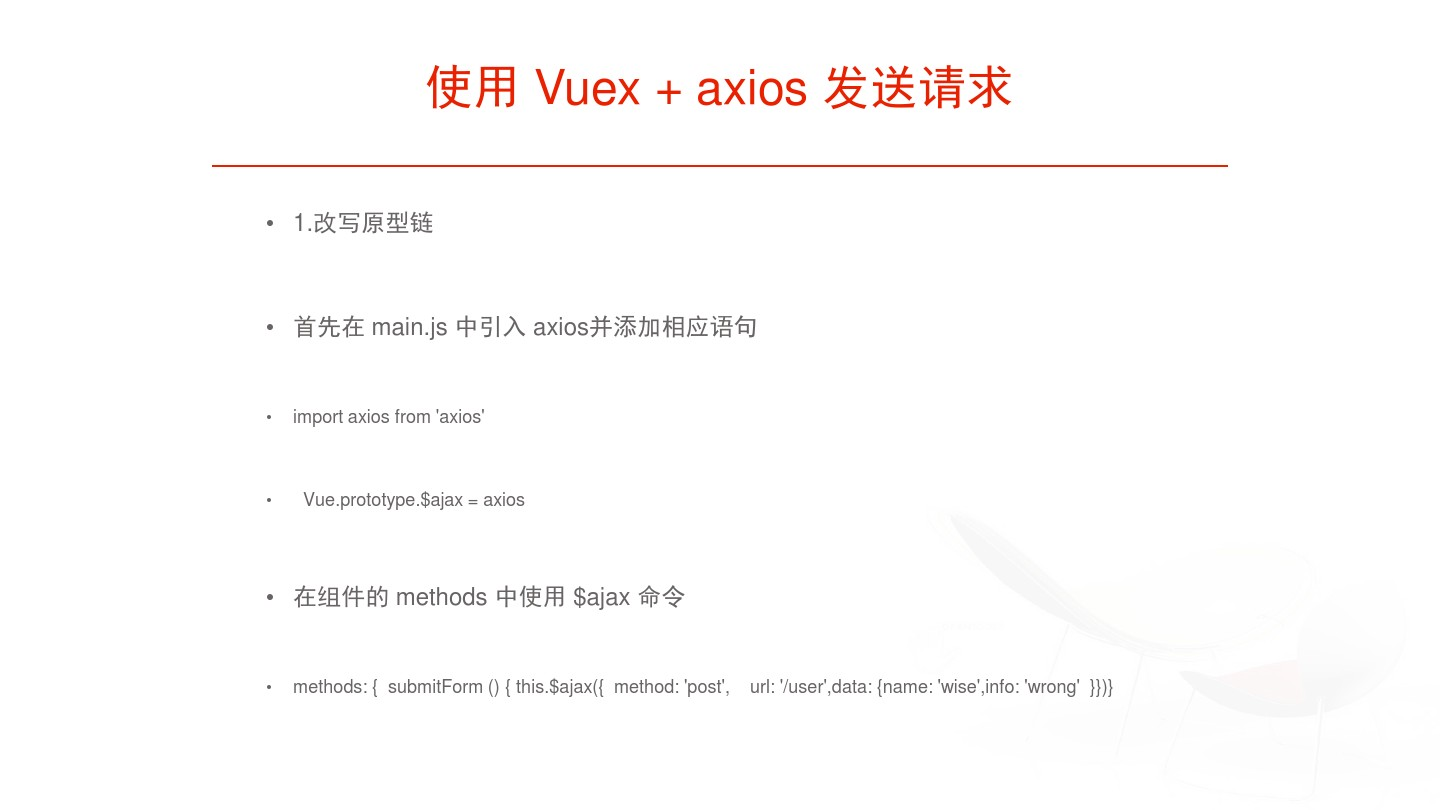 使用 Vuex + axios 发送请求
• 1.改写原型链
• 首先在 main.js 中引入 axios并添加相应语句
• import axios from 'axios'
• Vue.prototype.$ajax = axios
• 在组件的 methods 中使用 $ajax 命令
• methods: {  submitForm () { this.$ajax({  method: 'post',    url: '/user',data: {name: 'wise',info: 'wrong'  }})}